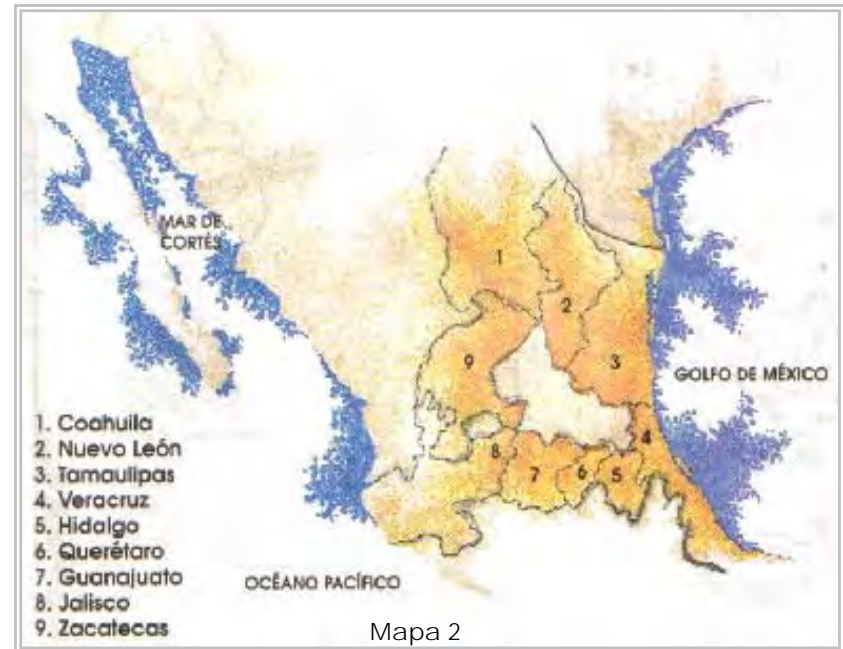 MAR DE
CORTÉS
1
2
9
3
GOLFO DE MÉXICO
4
8
7
6
5
1. Coahuila
2. Nuevo León
3. Tamaulipas
4. Veracruz
5. Hidalgo
6. Querétaro
7. Guanajuato
8. Jalisco
9. Zacatecas
OCÉANO PACÍFICO
Mapa 2